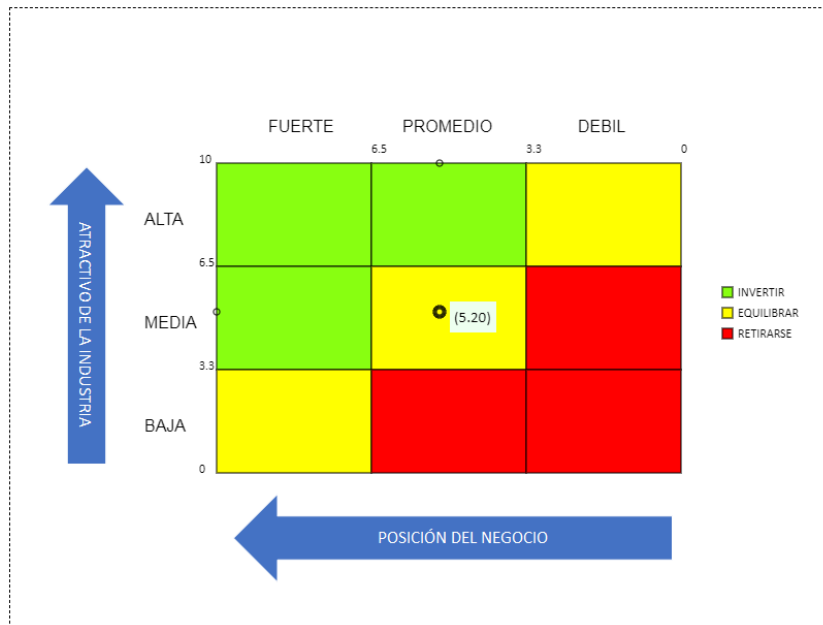 FUERTE PROMEDIO DEBIL
6.5 3.3 0
10
ALTA
6.5
MEDIA
3.3
BAJA
0
ATRACTIVO DE LA INDUSTRIA
(5.20)
INVERTIR
EQUILIBRAR
RETIRARSE
POSICIÓN DEL NEGOCIO